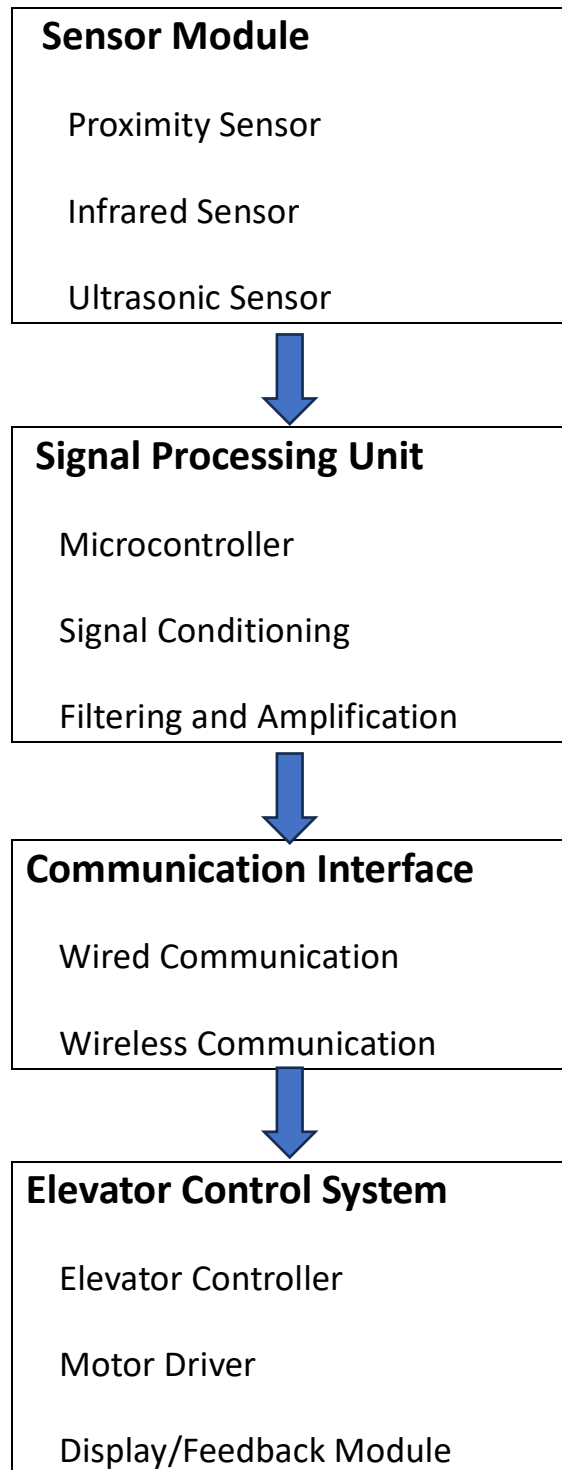 Sensor Module
Proximity Sensor
Infrared Sensor
Ultrasonic Sensor
Signal Processing Unit
Microcontroller
Signal Conditioning
Filtering and Amplification
Communication Interface
Wired Communication
Wireless Communication
Elevator Control System
Elevator Controller
Motor Driver
Display/Feedback Module